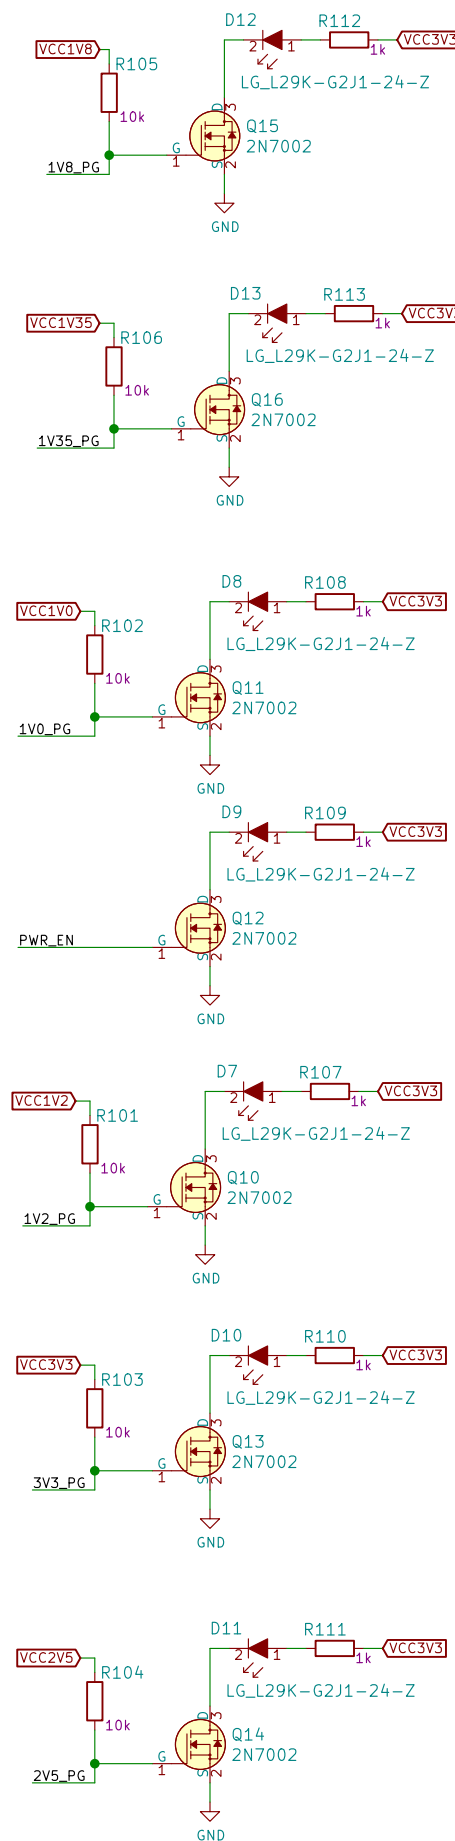 D12
R112
VCC1V8
VCC3V3
2
1
1k
R105
LG_L29K-G2J1-24-Z
10k
D
3
Q15
2N7002
G
1
S
2
1V8_PG
GND
D13
R113
VCC1V35
2
1
1k
R106
LG_L29K-G2J1-24-Z
10k
D
3
Q16
2N7002
G
1
S
2
1V35_PG
GND
D8
R108
VCC1V0
VCC3V3
2
1
1k
R102
LG_L29K-G2J1-24-Z
10k
D
3
Q11
2N7002
G
1
S
2
1V0_PG
GND
D9
R109
VCC3V3
2
1
1k
LG_L29K-G2J1-24-Z
D
3
Q12
2N7002
PWR_EN
G
1
S
2
GND
D7
R107
VCC1V2
VCC3V3
2
1
1k
R101
LG_L29K-G2J1-24-Z
10k
D
3
Q10
2N7002
G
1
S
2
1V2_PG
GND
D10
R110
VCC3V3
VCC3V3
2
1
1k
R103
LG_L29K-G2J1-24-Z
10k
D
3
Q13
2N7002
G
1
S
2
3V3_PG
GND
D11
R111
VCC2V5
VCC3V3
2
1
1k
R104
LG_L29K-G2J1-24-Z
10k
D
3
Q14
2N7002
G
1
S
2
2V5_PG
GND